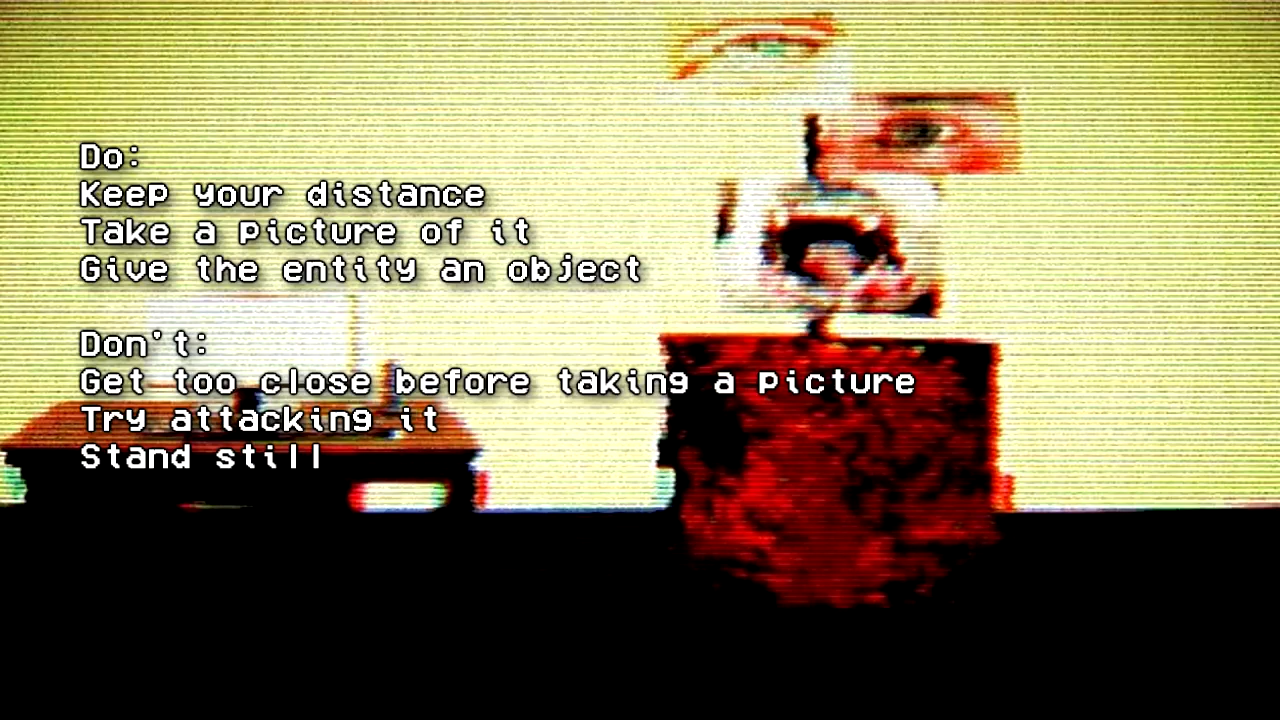 Do:
Keep your distance
Take a picture of it
Give the entity an object
Don't:
Get too close before taking a picture
Try attacking it
Stand still